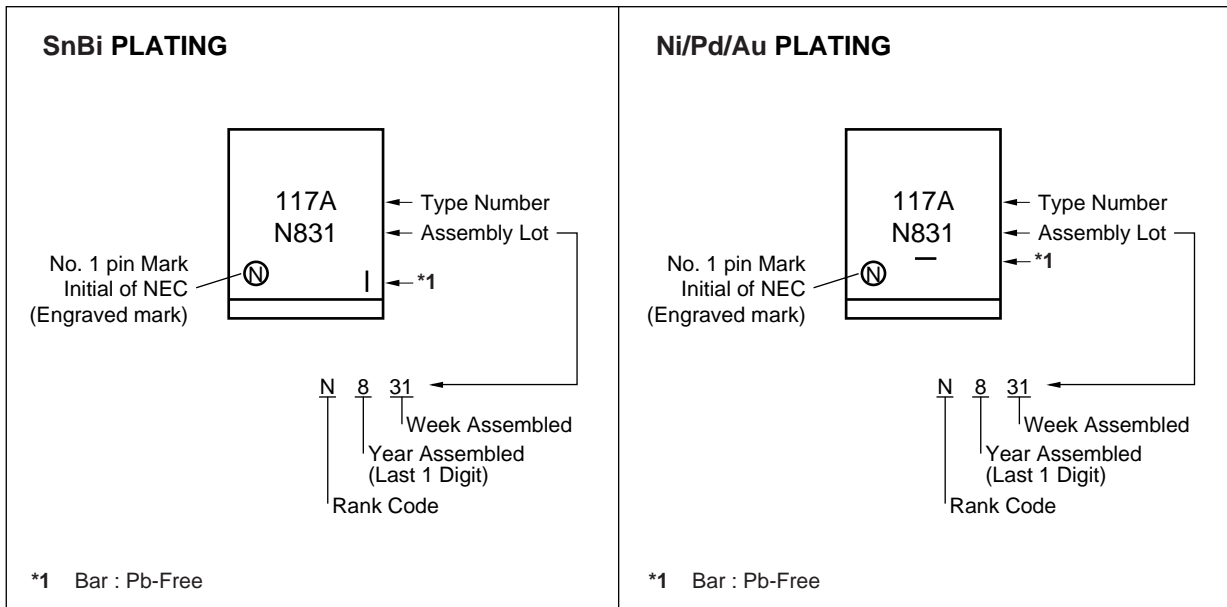 SnBi PLATING
117A
N831
Type Number
Assembly Lot
No. 1 pin Mark
Initial of NEC
(Engraved mark)
N
*1
N 8 31
Week Assembled
Year Assembled
(Last 1 Digit)
Rank Code
*1 Bar : Pb-Free
Ni/Pd/Au PLATING
117A
N831
Type Number
Assembly Lot
No. 1 pin Mark
Initial of NEC
(Engraved mark)
N
*1
N 8 31
Week Assembled
Year Assembled
(Last 1 Digit)
Rank Code
*1 Bar : Pb-Free